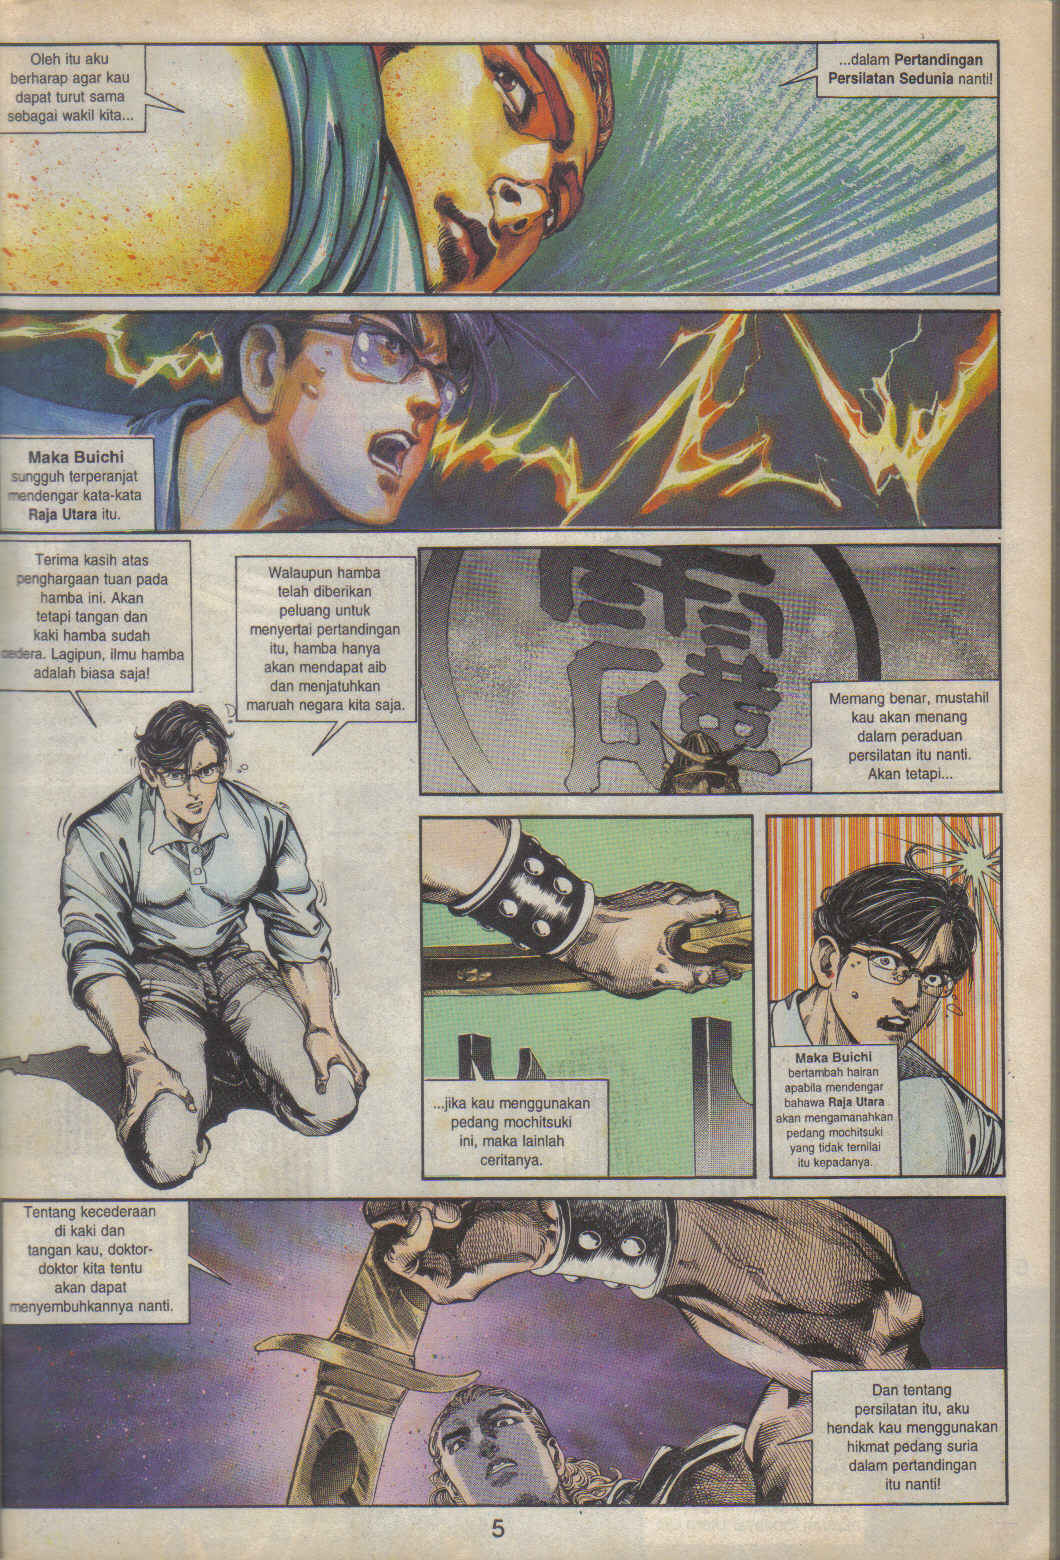 Oleh itu aku
berharap agar kau
dapat turut sama
sebagai wakil kita...
...dalam Pertandingan
Persilatan Sedunia nanti!
Maka Buichi
sungguh terperanjat
mendengar kata-kata
Raja Utara itu.
Terima kasih atas
penghargaan tuan pada
hamba ini. Akan
tetapi tangan dan
kaki hamba sudah
cedera. Lagipun, ilmu hamba
adalah biasa saja!
Walaupun hamba
telah diberikan
peluang untuk
menyertai pertandingan
itu, hamba hanya
akan mendapat aib
dan menjatuhkan
maruah negara kita saja.
Memang benar, mustahil
kau akan menang
dalam peraduan
persilatan itu nanti.
Akan tetapi...
...jika kau menggunakan
pedang mochitsuki
ini, maka lainlah
ceritanya.
Maka Buichi
bertambah hairan
apabila mendengar
bahawa Raja Utara
akan mengamanahkan
pedang mochitsuki
yang tidak ternilai
itu kepadanya.
Tentang kecederaan
di kaki dan
tangan kau, doktor-
doktor kita tentu
akan dapat
menyembuhkannya nanti.
Dan tentang
persilatan itu, aku
hendak kau menggunakan
hikmat pedang suria
dalam pertandingan
itu nanti!
5